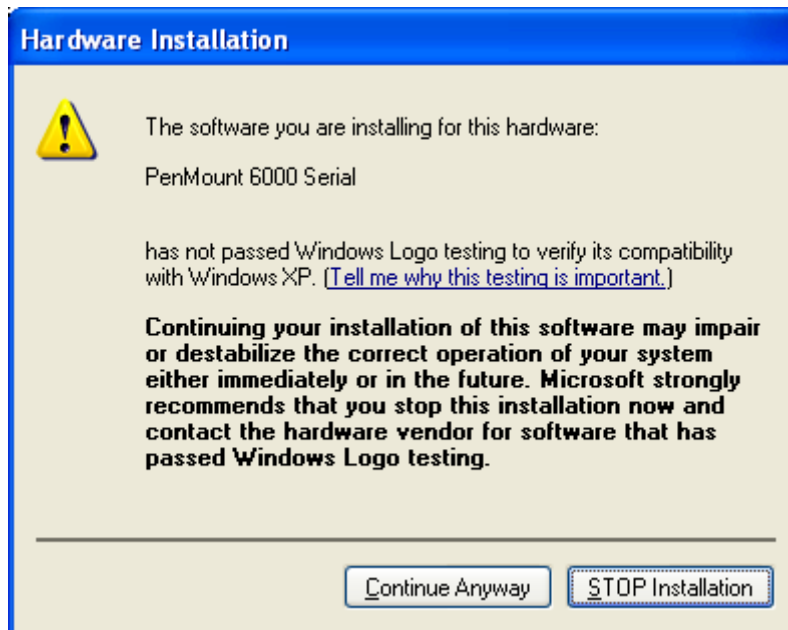 Hardware Installation
The software you are installing for this hardware:
PenMount 6000 Serial
has not passed Windows Logo testing to verify its compatibility
with Windows XP. (Tell me why this testing is important.)
Continuing your installation of this software may impair
or destabilize the correct operation of your system
either immediately or in the future. Microsoft strongly
recommends that you stop this installation now and
contact the hardware vendor for software that has
passed Windows Logo testing.
Continue Anyway
STOP Installation